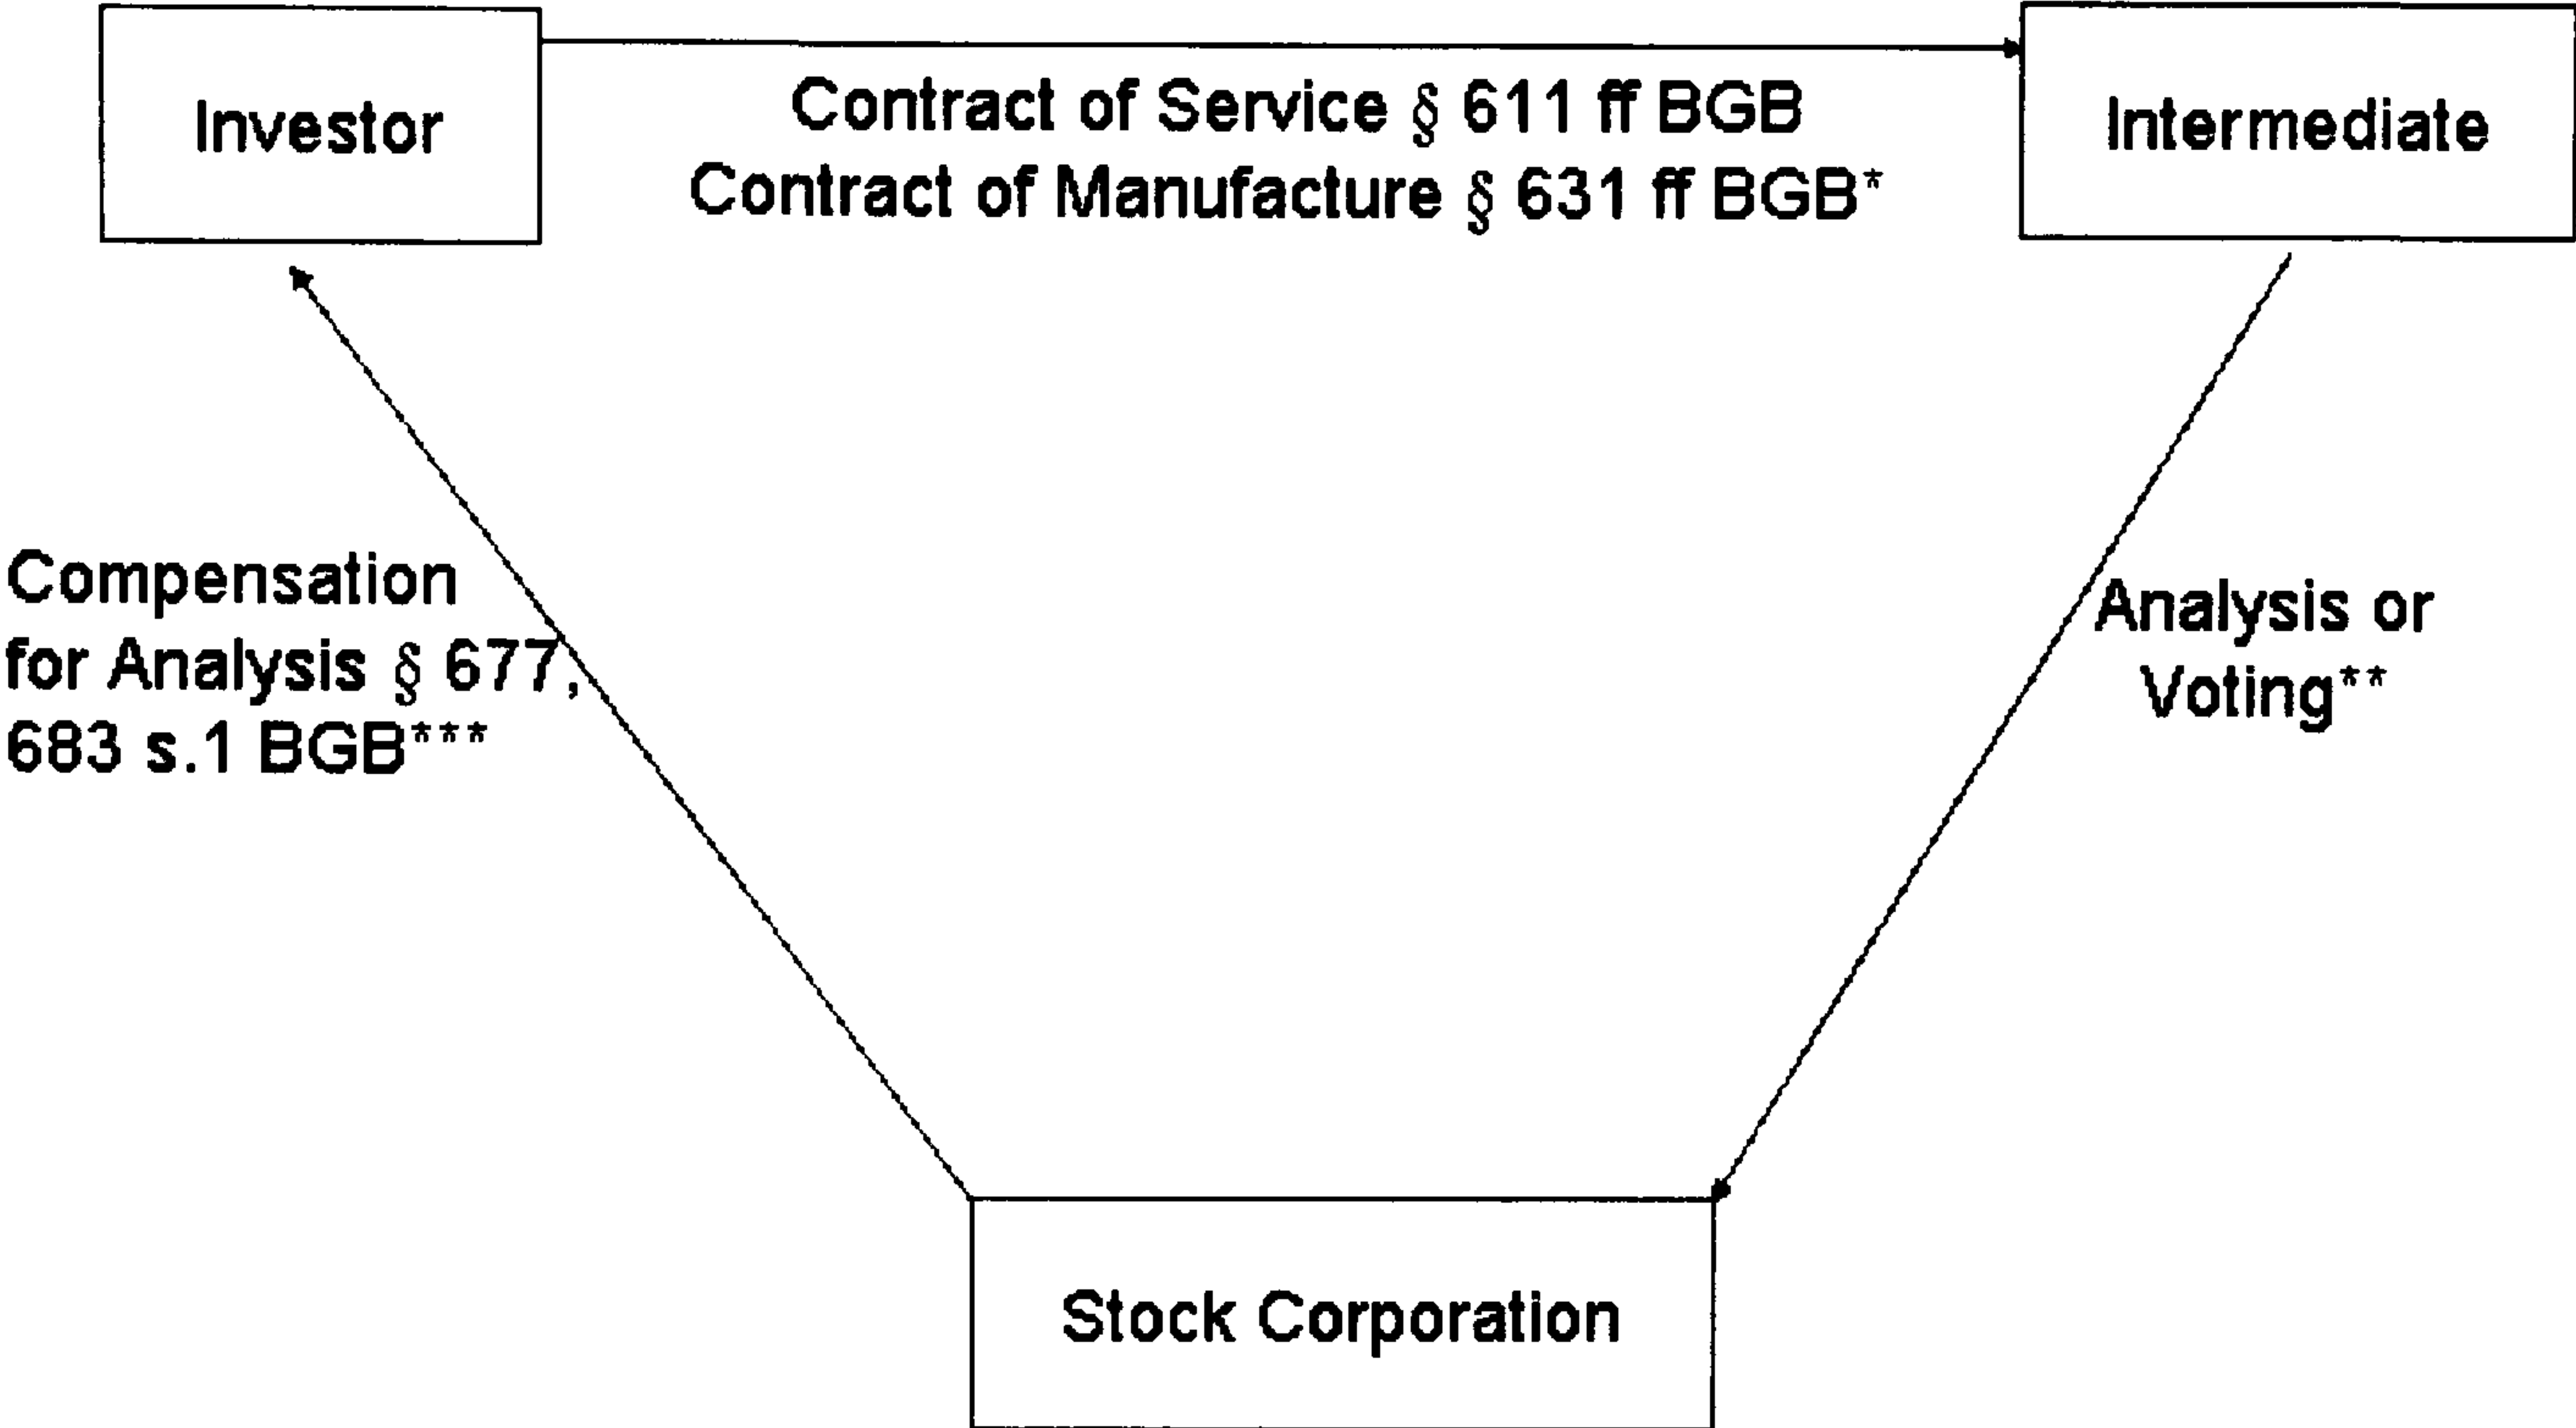 Investor
Contract of Service § 611 ff BGB
Contract of Manufacture § 631 ff BGB*
Intermediate
Compensation
for Analysis § 677,
683 s.1 BGB***
Analysis or
Voting**
Stock Corporation